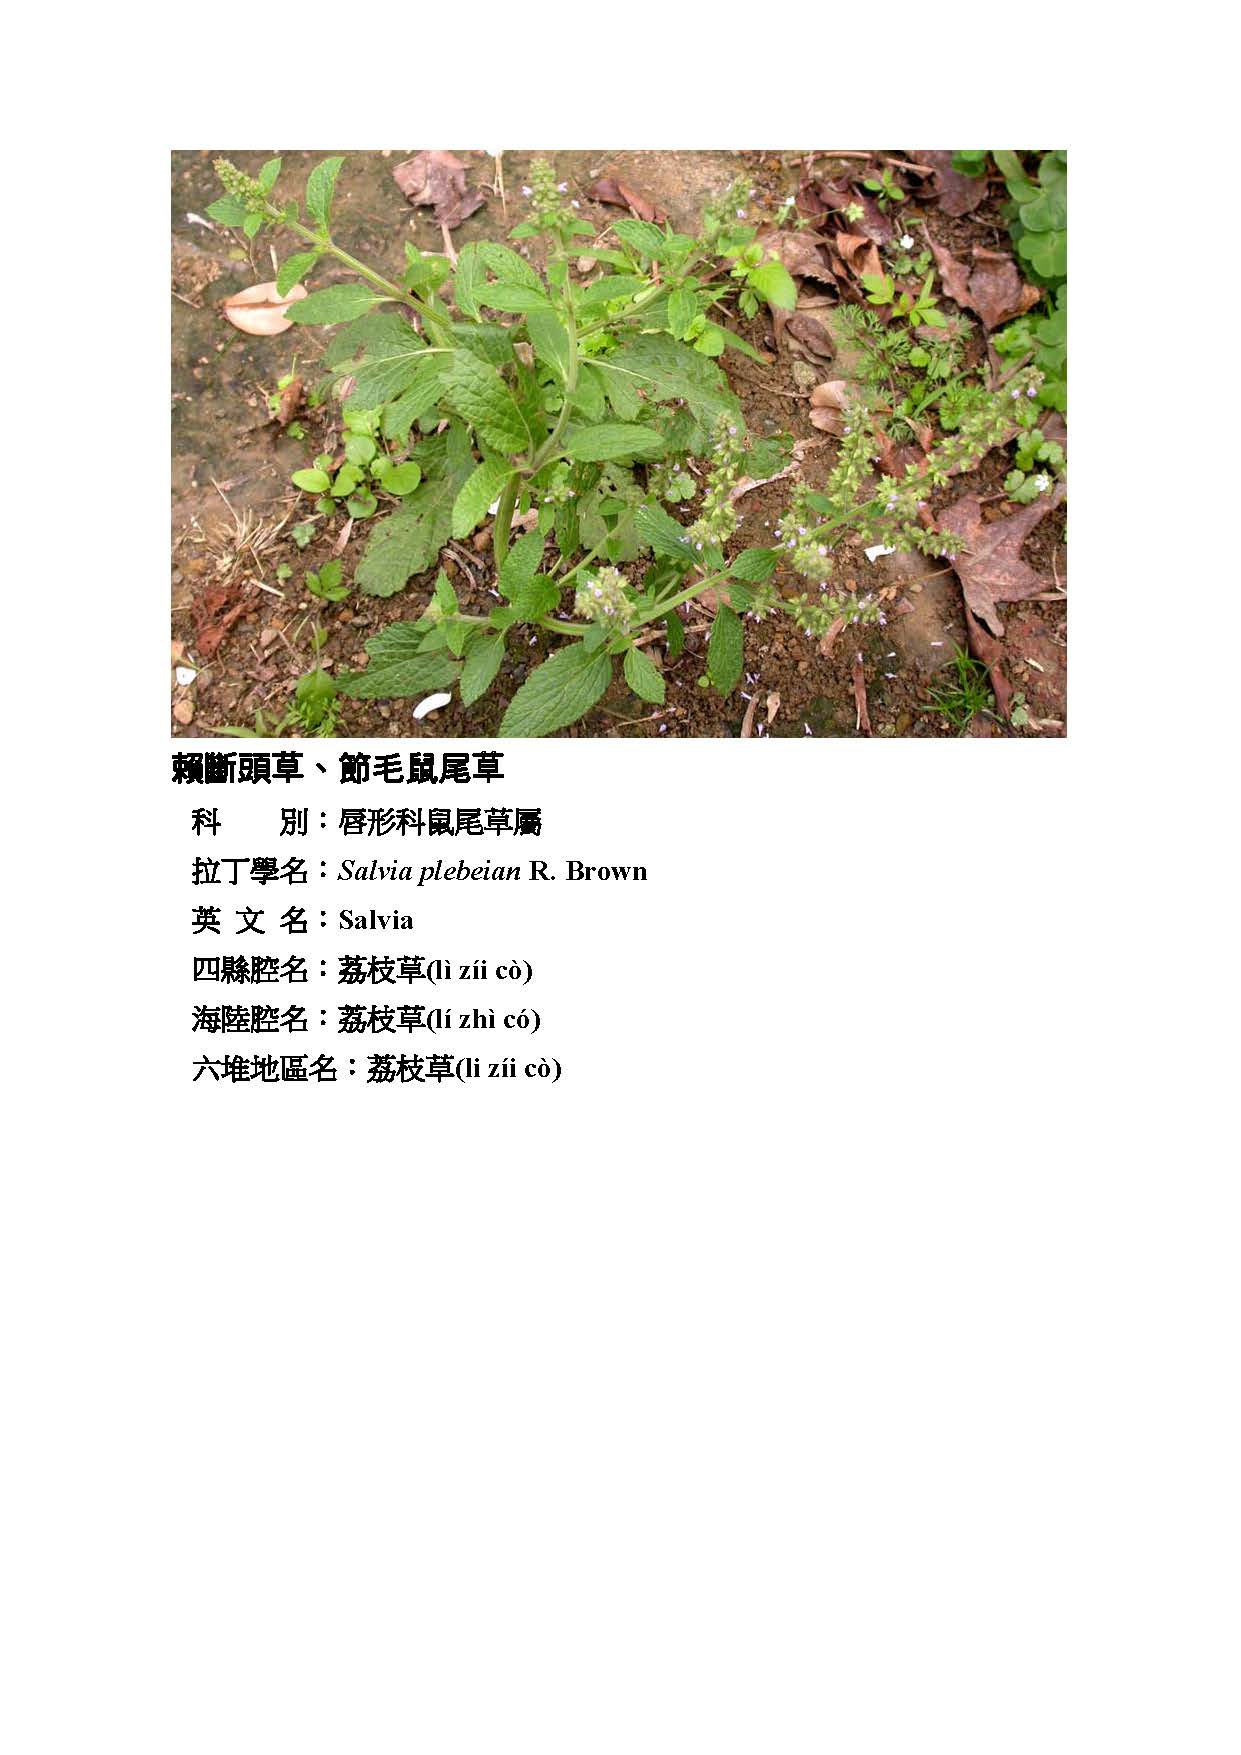 賴斷頭草、節毛鼠尾草
科　　別：唇形科鼠尾草屬
拉丁學名：Salvia plebeian R. Brown
英 文 名：Salvia
四縣腔名：荔枝草(lì zíi cò)
海陸腔名：荔枝草(lí zhì có)
六堆地區名：荔枝草(li zíi cò)